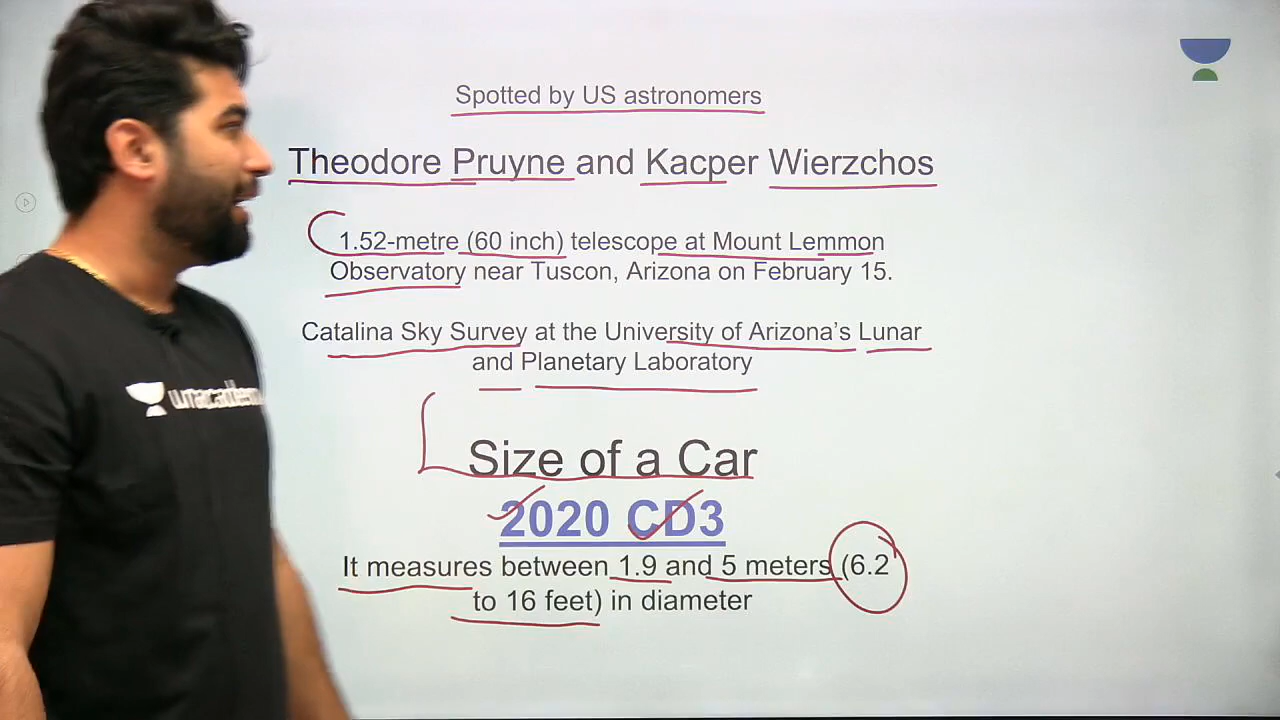 Spotted by US astronomers
Theodore Pruyne and Kacper Wierzchos
1.52-metre (60 inch) telescope at Mount Lemmon
Observatory near Tuscon, Arizona on February 15.
Catalina Sky Survey at the University of Arizona's Lunar
and Planetary Laboratory
Size of a Car
2020 CD3
It measures between 1.9 and 5 meters (6.2
to 16 feet) in diameter